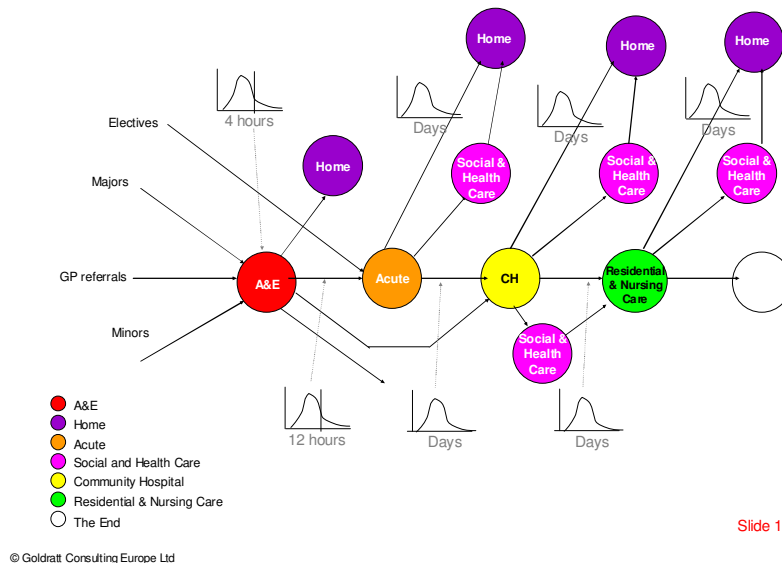 Home
Home
Home
4 hours
Days
Days
Days
Electives
Home
Social &
Health
Care
Social &
Health
Care
Social &
Health
Care
Majors
GP referrals
A&E
Acute
CH
Residential
& Nursing
Care
Minors
Social &
Health
Care
12 hours
Days
Days
A&E
Home
Acute
Social and Health Care
Community Hospital
Residential & Nursing Care
The End
Slide 1
© Goldratt Consulting Europe Ltd